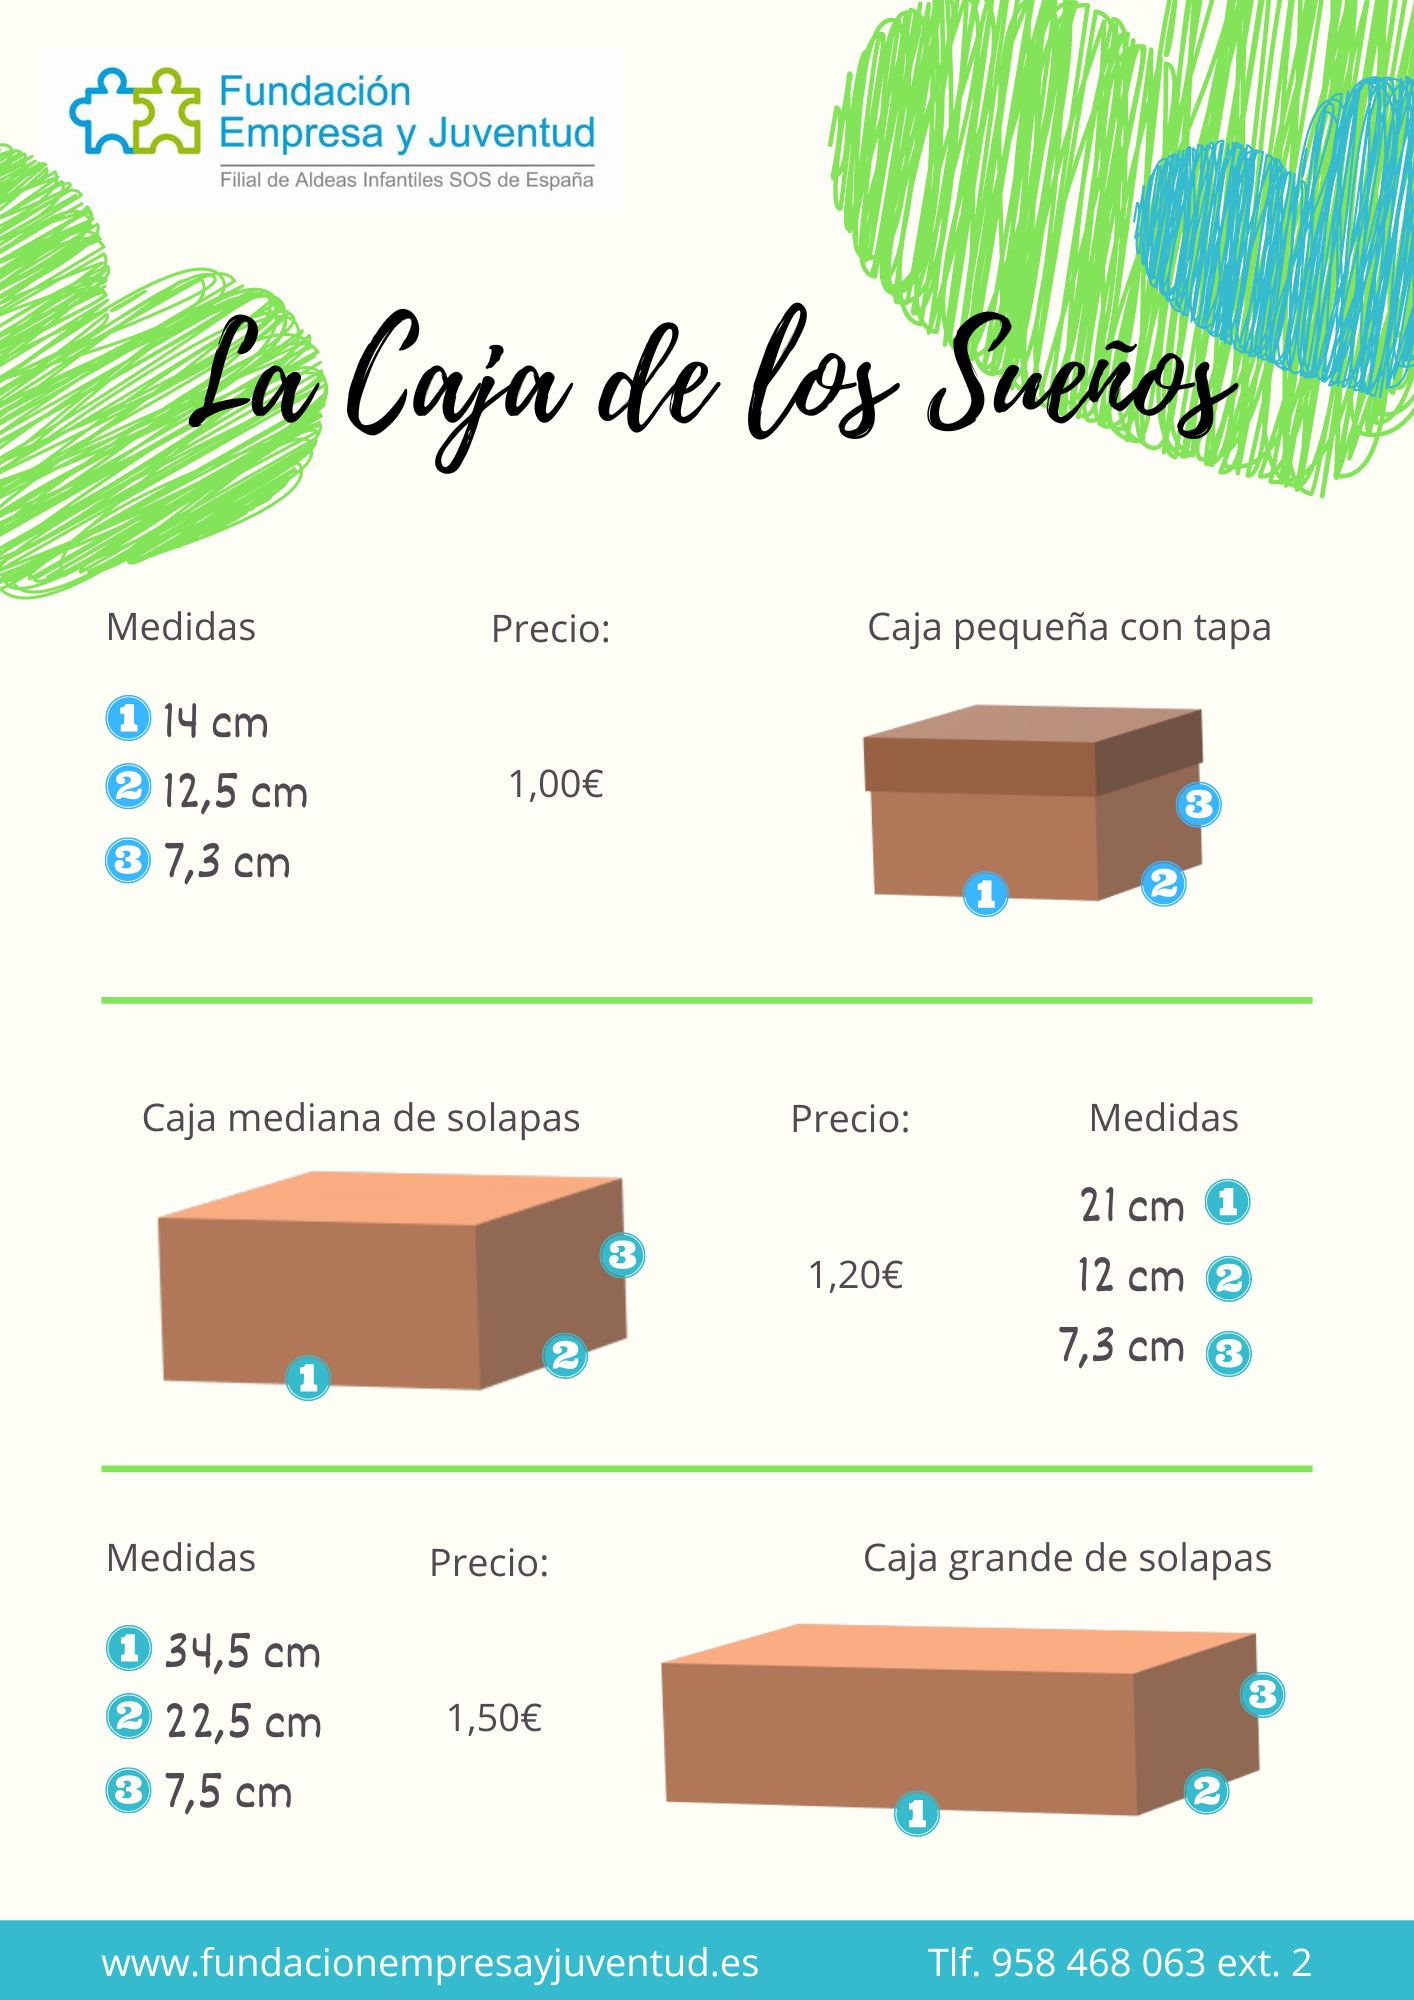 Fundación
Empresa y Juventud
Filial de Aldeas Infantiles SOS de España
La Caja de los Sueños
Medidas
1 14 cm
2 12,5 cm
3 7,3 cm
Precio:
1,00€
Caja pequeña con tapa
3
2
1
Caja mediana de solapas
3
2
1
Precio:
1,20€
Medidas
21 cm 1
12 cm 2
7,3 cm 3
Medidas
1 34,5 cm
2 22,5 cm
3 7,5 cm
Precio:
1,50€
Caja grande de solapas
3
2
1
www.fundacionempresayjuventud.es
Tlf. 958 468 063 ext. 2